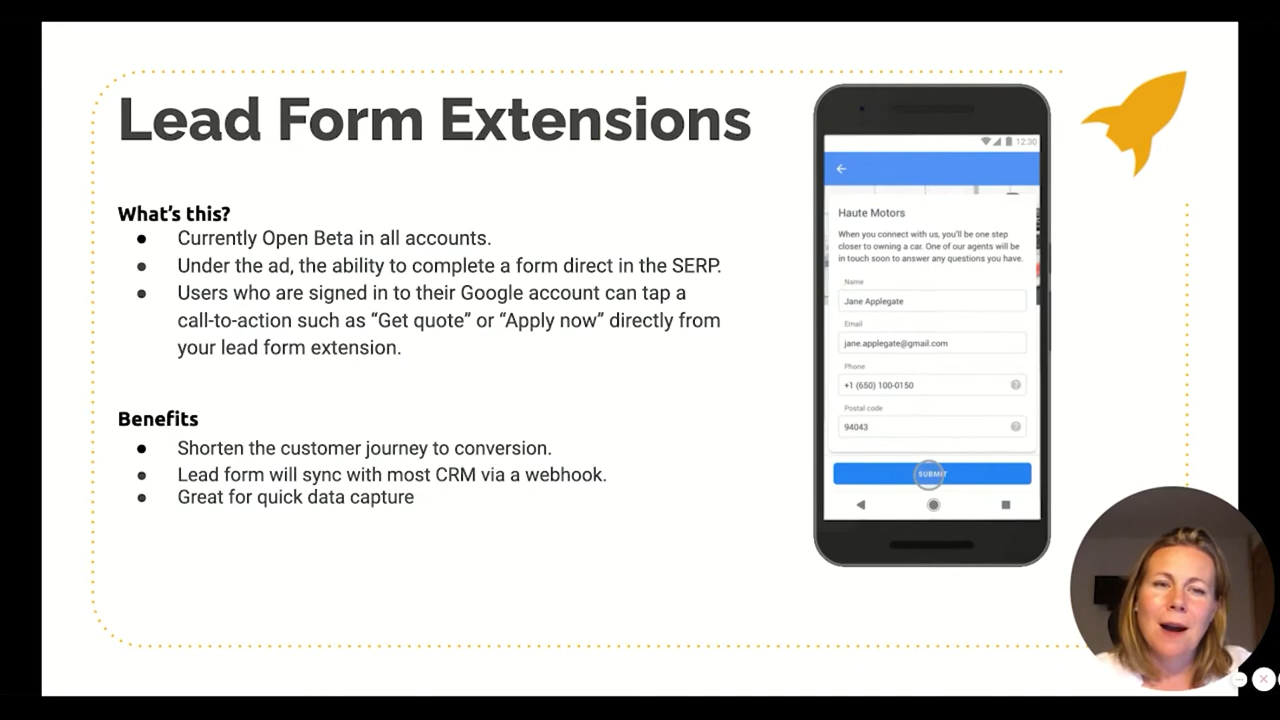 Lead Form Extensions
What's this?
Currently Open Beta in all accounts.
Under the ad, the ability to complete a form direct in the SERP.
Users who are signed in to their Google account can tap a
call-to-action such as “Get quote” or “Apply now” directly from
your lead form extension.
Benefits
Shorten the customer journey to conversion.
Lead form will sync with most CRM via a webhook.
Great for quick data capture
12:30
Haute Motors
When you connect with us, you'll be one step
closer to owning a car. One of our agents will be
in touch soon to answer any questions you have.
Name
Jane Applegate
Email
jane.applegate@gmail.com
Phone
+1 (650) 100-0150
Postal code
94043
SUBMIT